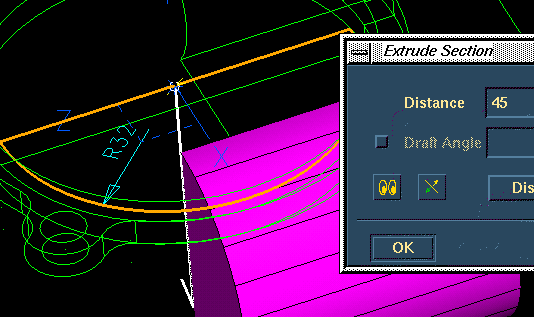 Extrude Section
Distance
45
Z
R32
Draft Angle
X
Dis
OK